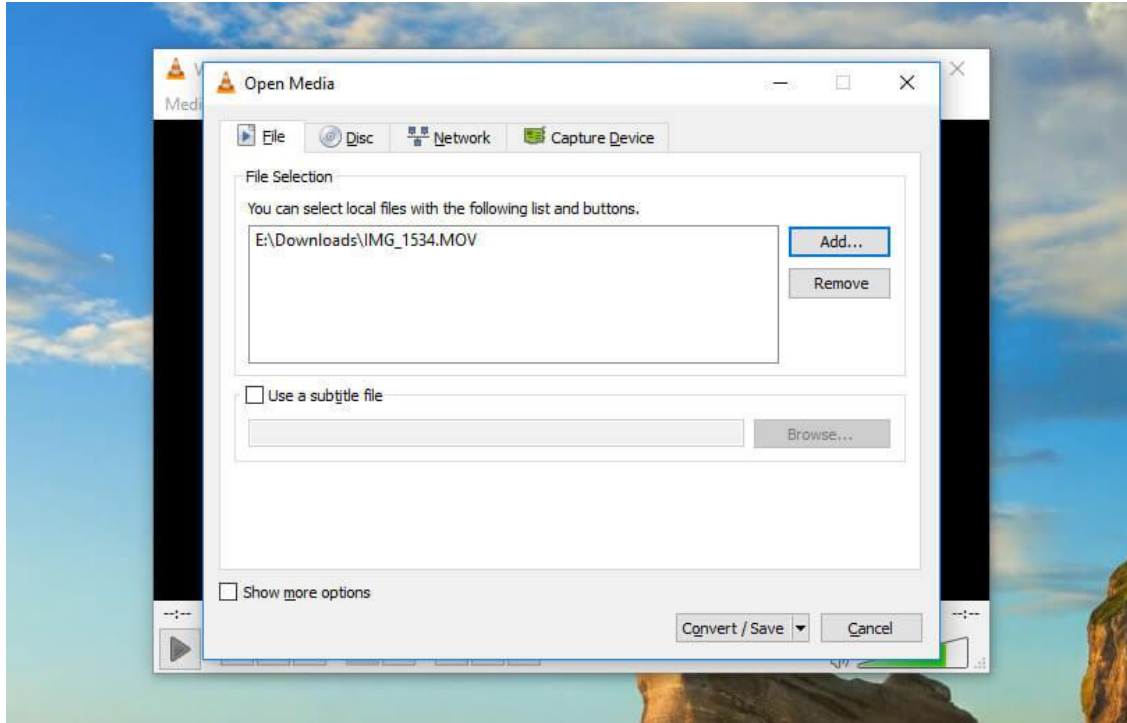 Open Media
Medi
File Disc Network Capture Device
File Selection
You can select local files with the following list and buttons.
E:\Downloads\IMG_1534.MOV
Add...
Remove
Use a subtitle file
Browse...
Show more options
--:--
--:--
Convert / Save
Cancel